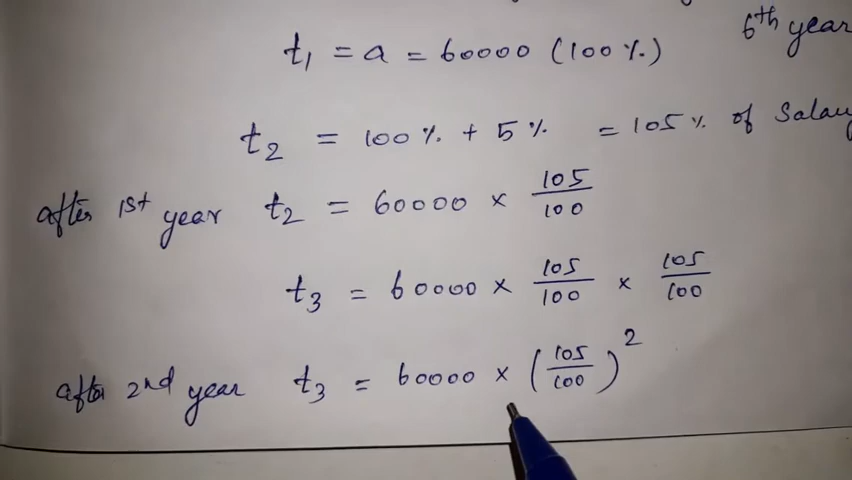 6th year
t₁ = a = 60000 (100%)
t₂ = 100% + 5% = 105% of
after 1st year t₂ = 60000 × 105/100
t₃ = 60000 × 105/100 × 105/100
after 2nd year t₃ = 60000 × (105/100)²